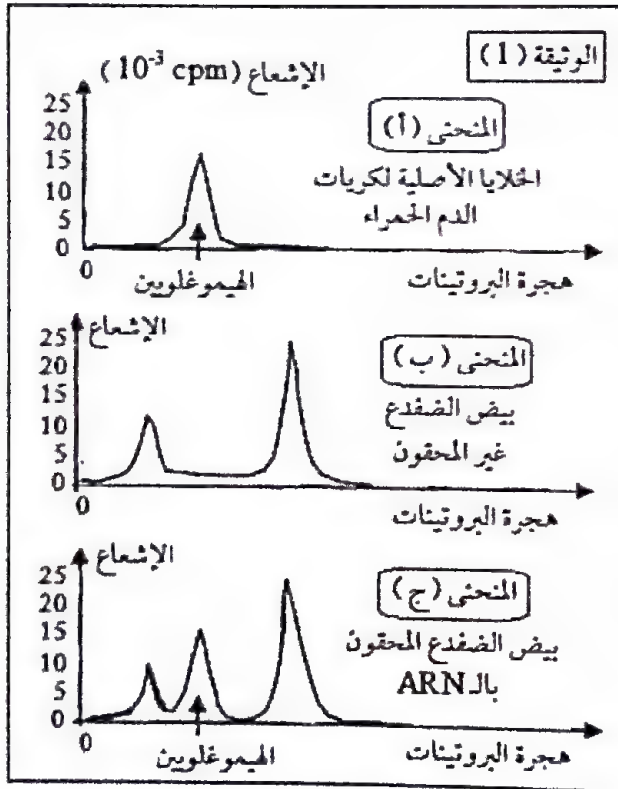 الوثيقة (1)
الإشعاع (10⁻³ cpm)
25
20
15
10
5
0
0
المنحنى (أ)
الخلايا الأصلية لكريات
الدم الحمراء
الهيموغلوبين
هجرة البروتينات
الإشعاع
25
20
15
10
5
0
0
المنحنى (ب)
بيض الضفدع
غير المحقون
هجرة البروتينات
الإشعاع
25
20
15
10
5
0
0
المنحنى (ج)
بيض الضفدع المحقون
بالـ ARN
الهيموغلوبين
هجرة البروتينات